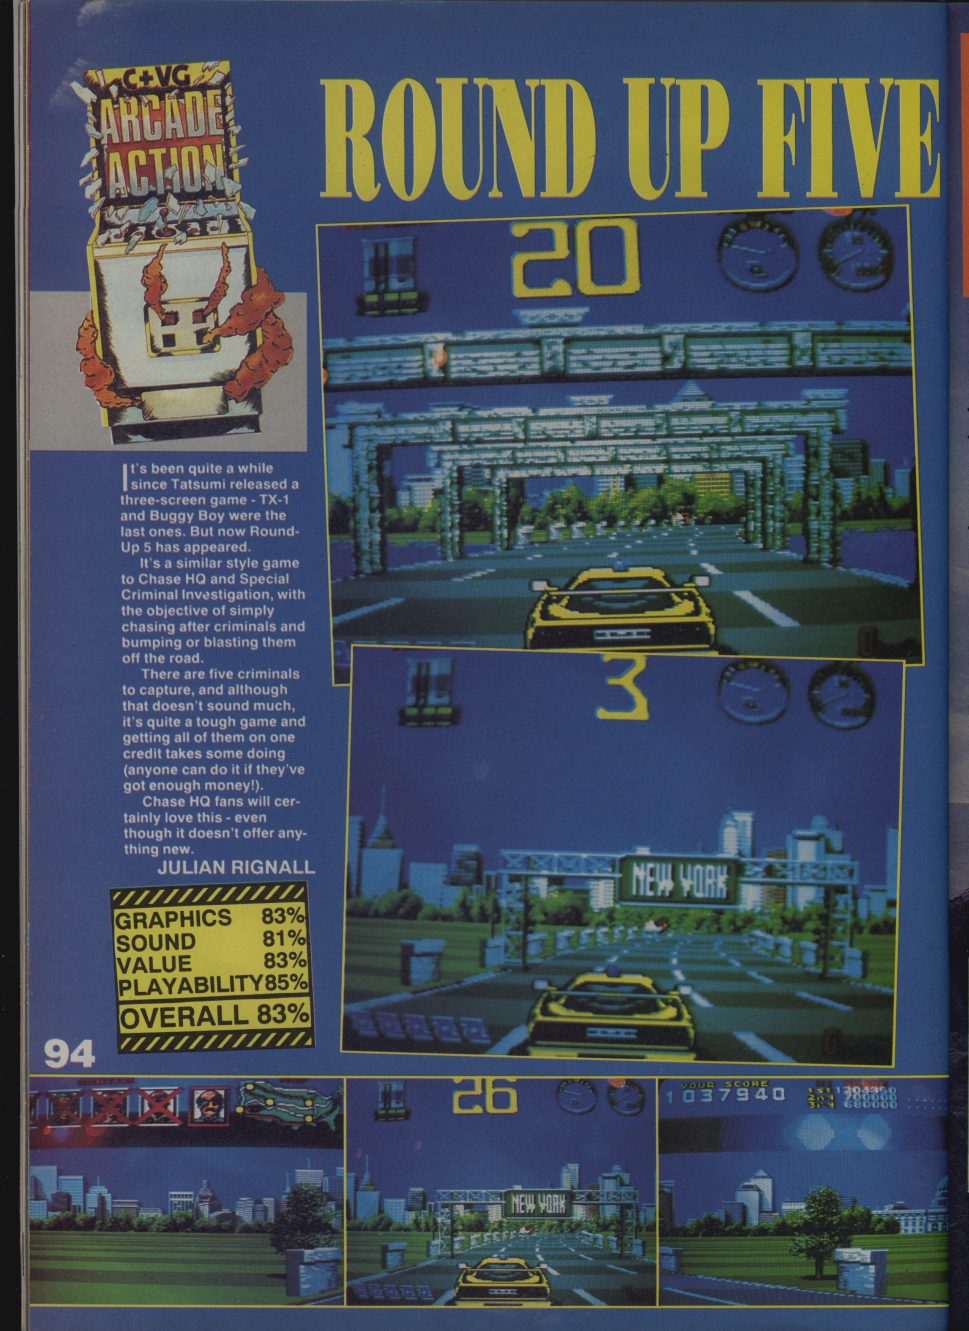 C+VG
ARCADE
ACTION
ROUND UP FIVE
20
It's been quite a while
since Tatsumi released a
three-screen game - TX-1
and Buggy Boy were the
last ones. But now Round-
Up 5 has appeared.
It's a similar style game
to Chase HQ and Special
Criminal Investigation, with
the objective of simply
chasing after criminals and
bumping or blasting them
off the road.
There are five criminals
to capture, and although
that doesn't sound much,
it's quite a tough game and
getting all of them on one
credit takes some doing
(anyone can do it if they've
got enough money!).
Chase HQ fans will cer-
tainly love this - even
though it doesn't offer any-
thing new.
JULIAN RIGNALL
GRAPHICS 83%
SOUND 81%
VALUE 83%
PLAYABILITY 85%
OVERALL 83%
94
3
NEW YORK
26
NEW YORK
YOUR SCORE
1037940
1st 1204360
2nd 700000
3rd 680000